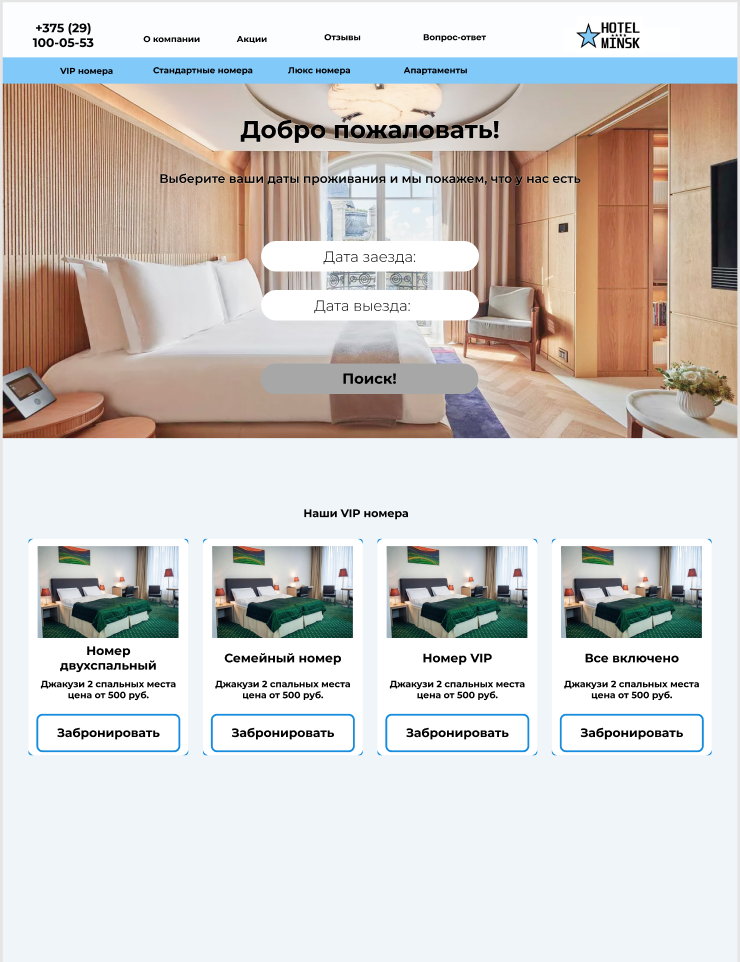 +375 (29)
100-05-53
О компании
Акции
Отзывы
Вопрос-ответ
HOTEL
MINSK
VIP номера
Стандартные номера
Люкс номера
Апартаменты
Добро пожаловать!
Выберите ваши даты проживания и мы покажем, что у нас есть
Дата заезда:
Дата выезда:
Поиск!
Наши VIP номера
Номер
двухспальный
Джакузи 2 спальных места
цена от 500 руб.
Забронировать
Семейный номер
Джакузи 2 спальных места
цена от 500 руб.
Забронировать
Номер VIP
Джакузи 2 спальных места
цена от 500 руб.
Забронировать
Все включено
Джакузи 2 спальных места
цена от 500 руб.
Забронировать